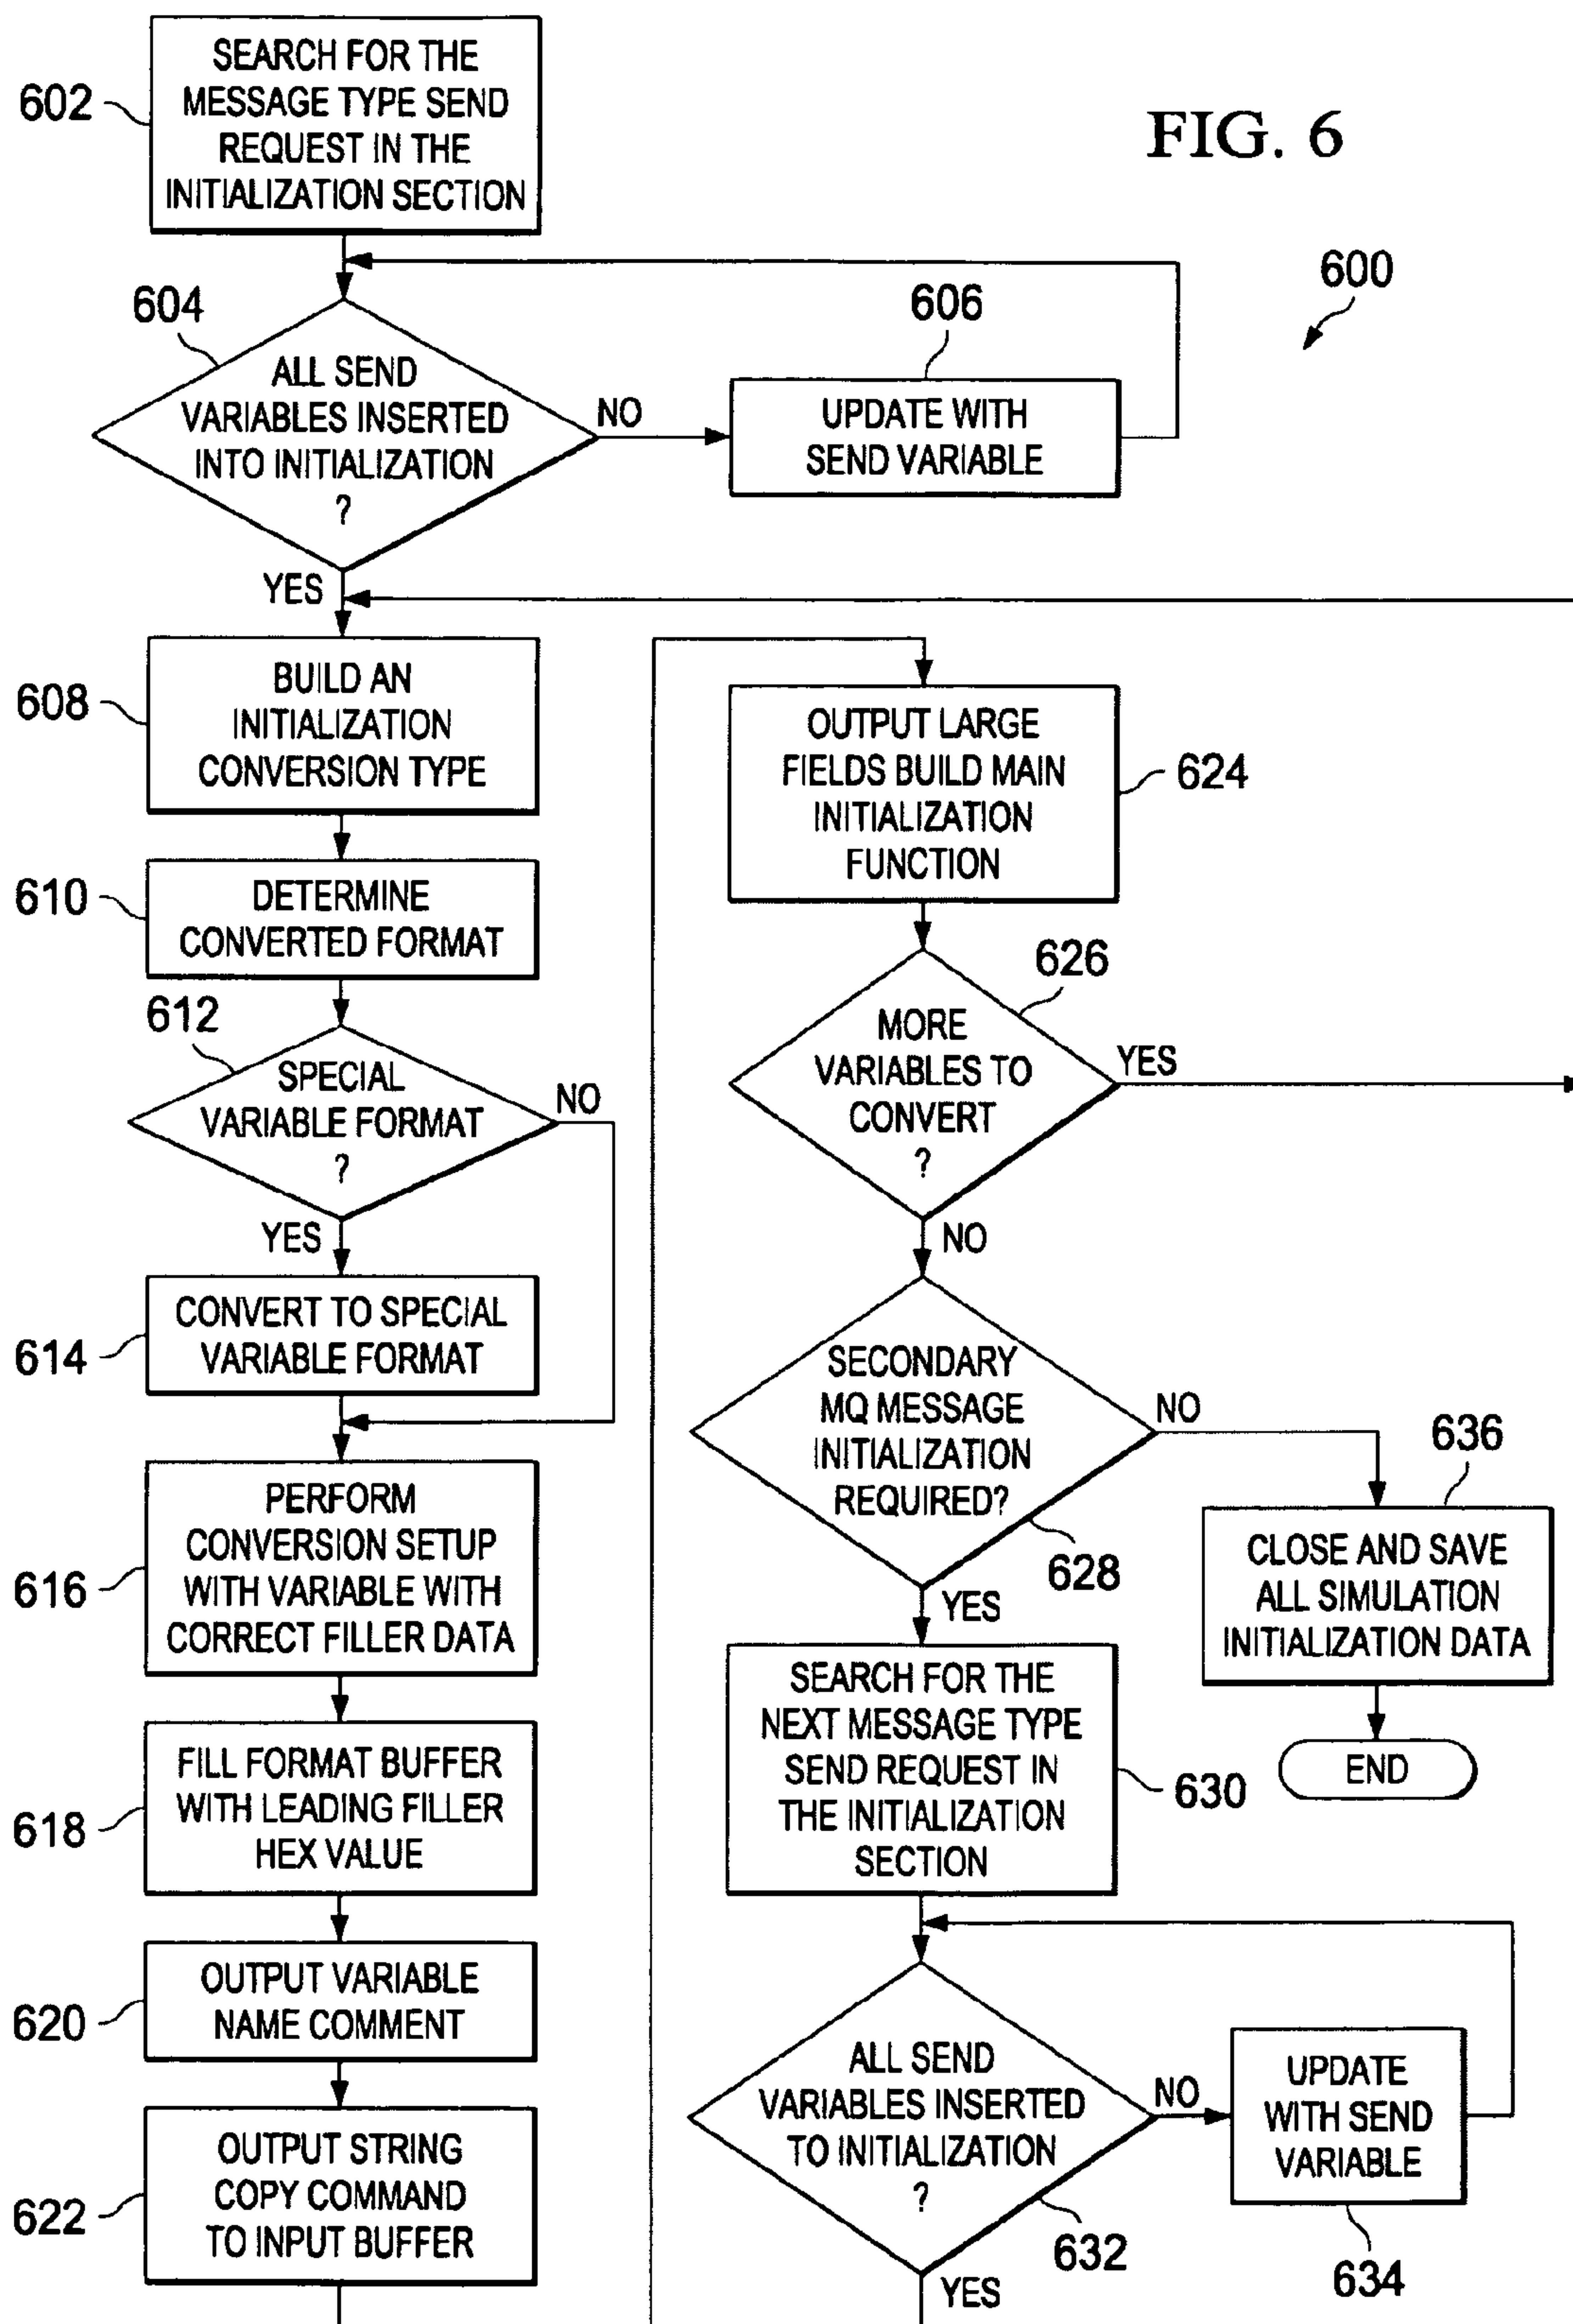 FIG. 6
600
602
SEARCH FOR THE
MESSAGE TYPE SEND
REQUEST IN THE
INITIALIZATION SECTION
604
ALL SEND
VARIABLES INSERTED
INTO INITIALIZATION
?
NO
606
UPDATE WITH
SEND VARIABLE
YES
608
BUILD AN
INITIALIZATION
CONVERSION TYPE
610
DETERMINE
CONVERTED FORMAT
612
SPECIAL
VARIABLE FORMAT
?
NO
YES
614
CONVERT TO SPECIAL
VARIABLE FORMAT
616
PERFORM
CONVERSION SETUP
WITH VARIABLE WITH
CORRECT FILLER DATA
618
FILL FORMAT BUFFER
WITH LEADING FILLER
HEX VALUE
620
OUTPUT VARIABLE
NAME COMMENT
622
OUTPUT STRING
COPY COMMAND
TO INPUT BUFFER
OUTPUT LARGE
FIELDS BUILD MAIN
INITIALIZATION
FUNCTION
624
626
MORE
VARIABLES TO
CONVERT
?
YES
NO
SECONDARY
MQ MESSAGE
INITIALIZATION
REQUIRED?
628
NO
636
CLOSE AND SAVE
ALL SIMULATION
INITIALIZATION DATA
END
YES
SEARCH FOR THE
NEXT MESSAGE TYPE
SEND REQUEST IN
THE INITIALIZATION
SECTION
630
ALL SEND
VARIABLES INSERTED
TO INITIALIZATION
?
632
NO
UPDATE
WITH SEND
VARIABLE
634
YES